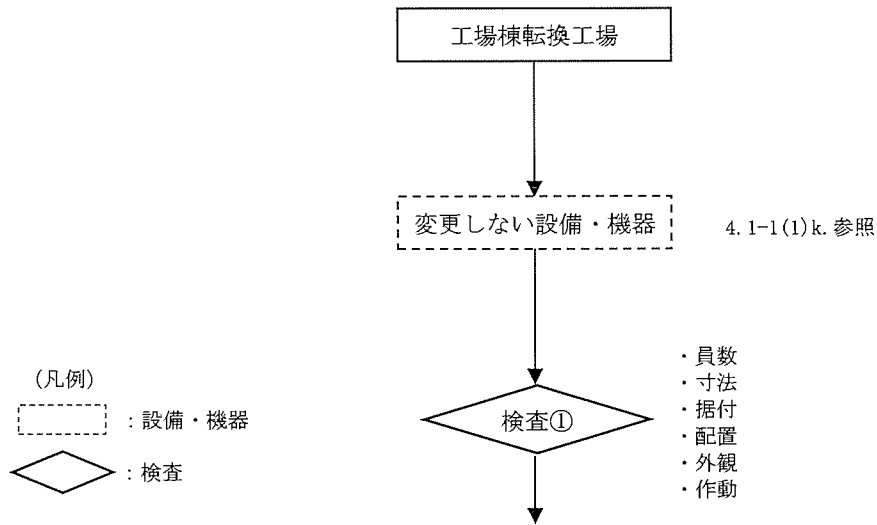 工場棟転換工場
変更しない設備・機器
4.1-1(1)k.参照
検査①
・員数
・寸法
・据付
・配置
・外観
・作動
(凡例)
：設備・機器
：検査